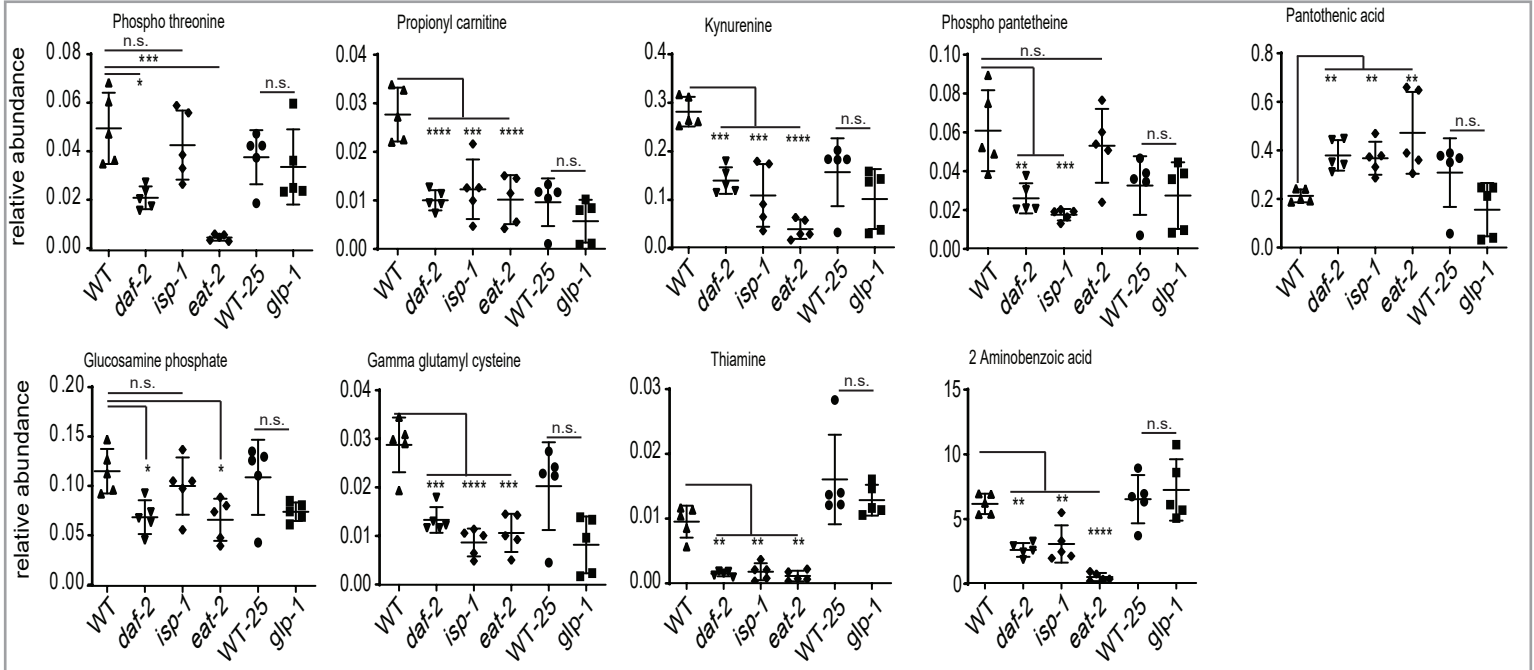 Phospho threonine
relative abundance
0.08
0.06
0.04
0.02
0.00
n.s.
***
*
n.s.
WT
daf-2
isp-1
eat-2
WT-25
glp-1
Propionyl carnitine
0.04
0.03
0.02
0.01
0.00
**** *** ****
n.s.
WT
daf-2
isp-1
eat-2
WT-25
glp-1
Kynurenine
0.4
0.3
0.2
0.1
0.0
*** *** ****
n.s.
WT
daf-2
isp-1
eat-2
WT-25
glp-1
Phospho pantetheine
0.10
0.08
0.06
0.04
0.02
0.00
n.s.
** ***
n.s.
WT
daf-2
isp-1
eat-2
WT-25
glp-1
Pantothenic acid
0.8
0.6
0.4
0.2
0.0
** ** **
n.s.
WT
daf-2
isp-1
eat-2
WT-25
glp-1
Glucosamine phosphate
relative abundance
0.20
0.15
0.10
0.05
0.00
n.s.
* *
n.s.
WT
daf-2
isp-1
eat-2
WT-25
glp-1
Gamma glutamyl cysteine
0.04
0.03
0.02
0.01
0.00
*** **** ***
n.s.
WT
daf-2
isp-1
eat-2
WT-25
glp-1
Thiamine
0.03
0.02
0.01
0.00
** ** **
n.s.
WT
daf-2
isp-1
eat-2
WT-25
glp-1
2 Aminobenzoic acid
15
10
5
0
** ** ****
n.s.
WT
daf-2
isp-1
eat-2
WT-25
glp-1